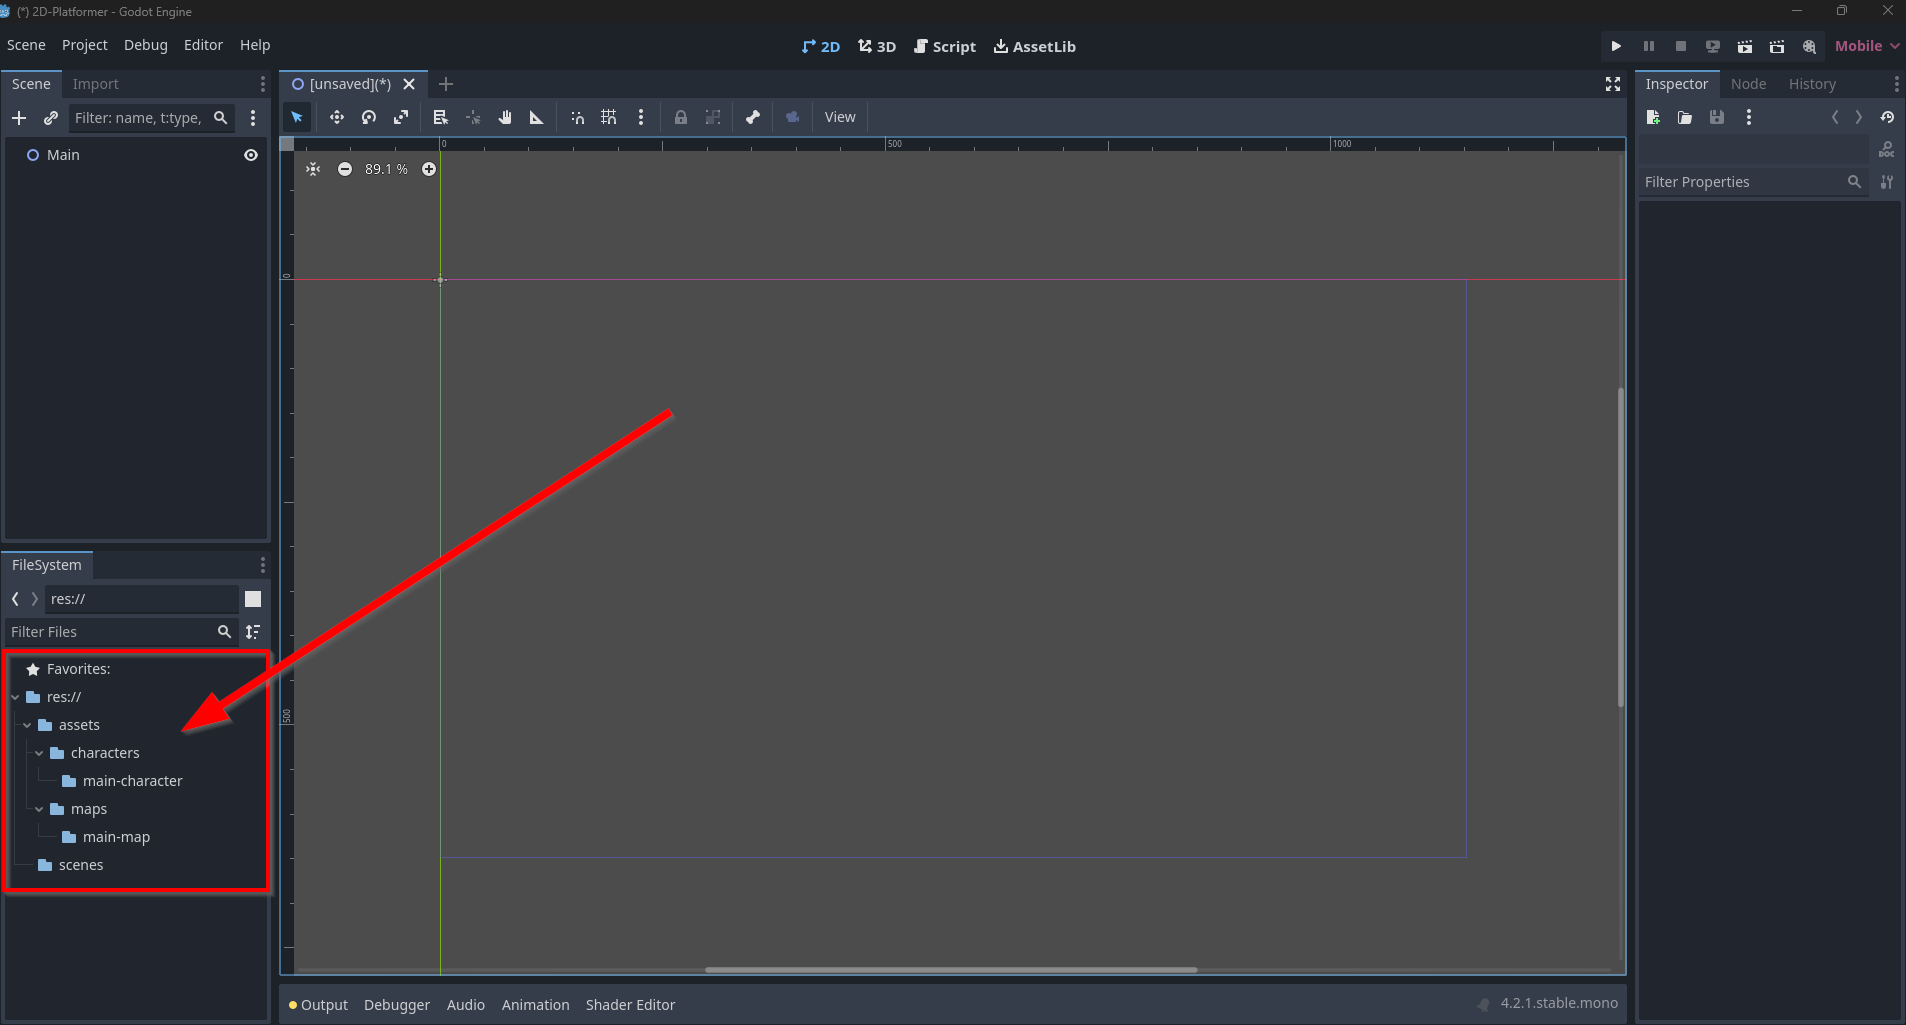 (*) 2D-Platformer - Godot Engine
Scene Project Debug Editor Help
2D 3D Script AssetLib
Mobile
Scene Import
Filter: name, t:type,
Main
[unsaved](*)
View
0 500 1000
89.1 %
0
500
FileSystem
res://
Filter Files
Favorites:
res://
assets
characters
main-character
maps
main-map
scenes
Output Debugger Audio Animation Shader Editor
4.2.1.stable.mono
Inspector Node History
DOC
Filter Properties